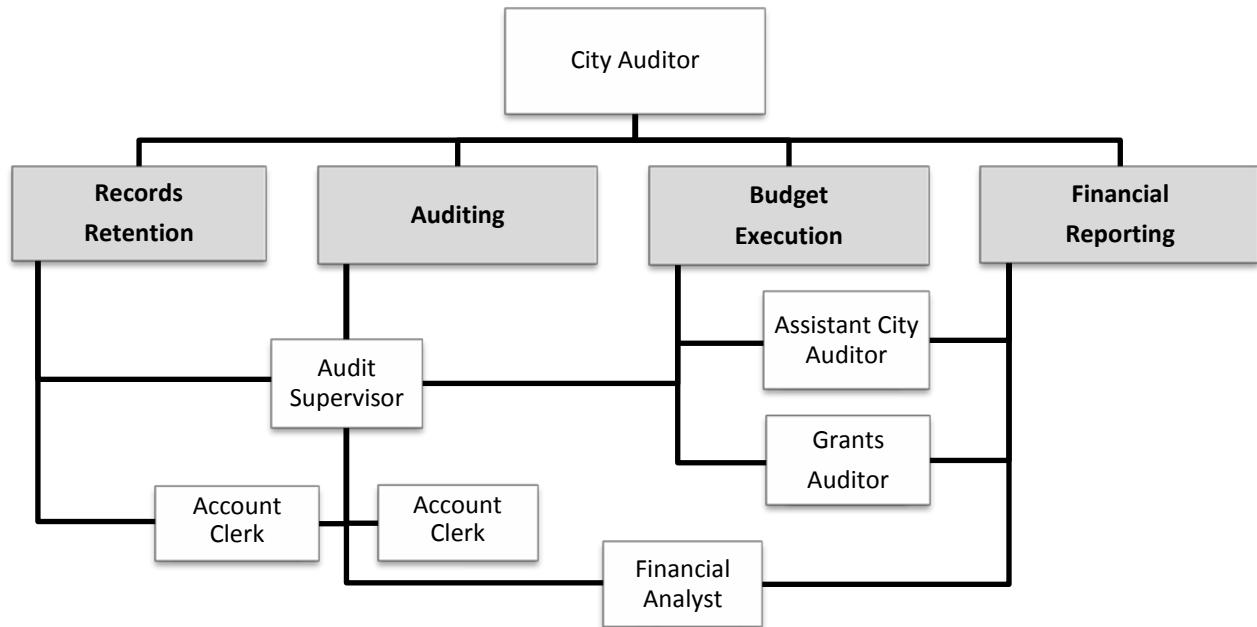 City Auditor
Records
Retention
Auditing
Budget
Execution
Financial
Reporting
Assistant City
Auditor
Audit
Supervisor
Grants
Auditor
Account
Clerk
Account
Clerk
Financial
Analyst